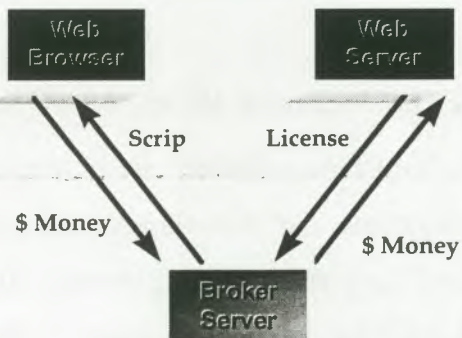 Web
Browser
Web
Server
Scrip
License
$ Money
$ Money
Broker
Server